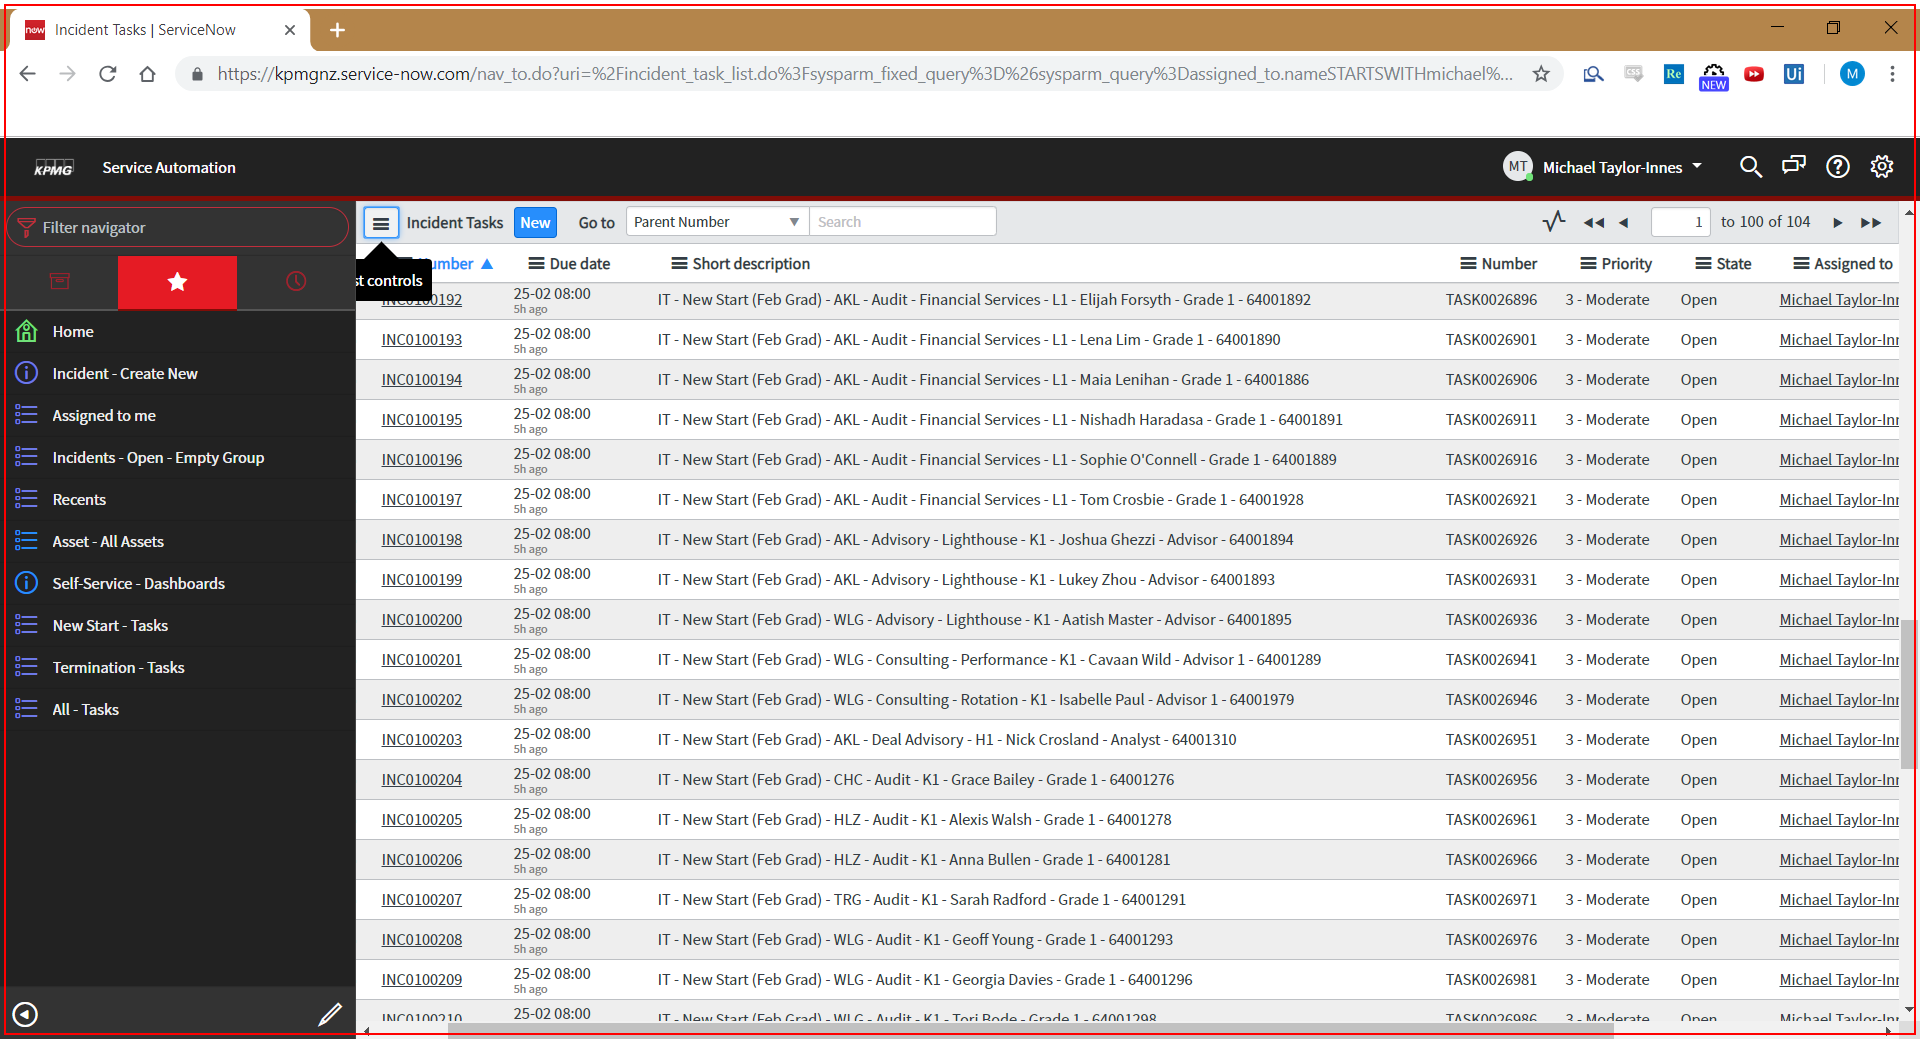 now Incident Tasks | ServiceNow
https://kpmgnz.service-now.com/nav_to.do?uri=%2Fincident_task_list.do%3Fsysparm_fixed_query%3D%26sysparm_query%3Dassigned_to.nameSTARTSWITHmichael%...
CSS Re NEW Ui M
KPMG Service Automation MT Michael Taylor-Innes
Filter navigator
Home
Incident - Create New
Assigned to me
Incidents - Open - Empty Group
Recents
Asset - All Assets
Self-Service - Dashboards
New Start - Tasks
Termination - Tasks
All - Tasks
Incident Tasks New Go to Parent Number Search 1 to 100 of 104
umber Due date Short description Number Priority State Assigned to
st controls
INC0100192 25-02 08:00 IT - New Start (Feb Grad) - AKL - Audit - Financial Services - L1 - Elijah Forsyth - Grade 1 - 64001892 TASK0026896 3 - Moderate Open Michael Taylor-Inn
5h ago
INC0100193 25-02 08:00 IT - New Start (Feb Grad) - AKL - Audit - Financial Services - L1 - Lena Lim - Grade 1 - 64001890 TASK0026901 3 - Moderate Open Michael Taylor-Inn
5h ago
INC0100194 25-02 08:00 IT - New Start (Feb Grad) - AKL - Audit - Financial Services - L1 - Maia Lenihan - Grade 1 - 64001886 TASK0026906 3 - Moderate Open Michael Taylor-Inn
5h ago
INC0100195 25-02 08:00 IT - New Start (Feb Grad) - AKL - Audit - Financial Services - L1 - Nishadh Haradasa - Grade 1 - 64001891 TASK0026911 3 - Moderate Open Michael Taylor-Inn
5h ago
INC0100196 25-02 08:00 IT - New Start (Feb Grad) - AKL - Audit - Financial Services - L1 - Sophie O'Connell - Grade 1 - 64001889 TASK0026916 3 - Moderate Open Michael Taylor-Inn
5h ago
INC0100197 25-02 08:00 IT - New Start (Feb Grad) - AKL - Audit - Financial Services - L1 - Tom Crosbie - Grade 1 - 64001928 TASK0026921 3 - Moderate Open Michael Taylor-Inn
5h ago
INC0100198 25-02 08:00 IT - New Start (Feb Grad) - AKL - Advisory - Lighthouse - K1 - Joshua Ghezzi - Advisor - 64001894 TASK0026926 3 - Moderate Open Michael Taylor-Inn
5h ago
INC0100199 25-02 08:00 IT - New Start (Feb Grad) - AKL - Advisory - Lighthouse - K1 - Lukey Zhou - Advisor - 64001893 TASK0026931 3 - Moderate Open Michael Taylor-Inn
5h ago
INC0100200 25-02 08:00 IT - New Start (Feb Grad) - WLG - Advisory - Lighthouse - K1 - Aatish Master - Advisor - 64001895 TASK0026936 3 - Moderate Open Michael Taylor-Inn
5h ago
INC0100201 25-02 08:00 IT - New Start (Feb Grad) - WLG - Consulting - Performance - K1 - Cavaan Wild - Advisor 1 - 64001289 TASK0026941 3 - Moderate Open Michael Taylor-Inn
5h ago
INC0100202 25-02 08:00 IT - New Start (Feb Grad) - WLG - Consulting - Rotation - K1 - Isabelle Paul - Advisor 1 - 64001979 TASK0026946 3 - Moderate Open Michael Taylor-Inn
5h ago
INC0100203 25-02 08:00 IT - New Start (Feb Grad) - AKL - Deal Advisory - H1 - Nick Crosland - Analyst - 64001310 TASK0026951 3 - Moderate Open Michael Taylor-Inn
5h ago
INC0100204 25-02 08:00 IT - New Start (Feb Grad) - CHC - Audit - K1 - Grace Bailey - Grade 1 - 64001276 TASK0026956 3 - Moderate Open Michael Taylor-Inn
5h ago
INC0100205 25-02 08:00 IT - New Start (Feb Grad) - HLZ - Audit - K1 - Alexis Walsh - Grade 1 - 64001278 TASK0026961 3 - Moderate Open Michael Taylor-Inn
5h ago
INC0100206 25-02 08:00 IT - New Start (Feb Grad) - HLZ - Audit - K1 - Anna Bullen - Grade 1 - 64001281 TASK0026966 3 - Moderate Open Michael Taylor-Inn
5h ago
INC0100207 25-02 08:00 IT - New Start (Feb Grad) - TRG - Audit - K1 - Sarah Radford - Grade 1 - 64001291 TASK0026971 3 - Moderate Open Michael Taylor-Inn
5h ago
INC0100208 25-02 08:00 IT - New Start (Feb Grad) - WLG - Audit - K1 - Geoff Young - Grade 1 - 64001293 TASK0026976 3 - Moderate Open Michael Taylor-Inn
5h ago
INC0100209 25-02 08:00 IT - New Start (Feb Grad) - WLG - Audit - K1 - Georgia Davies - Grade 1 - 64001296 TASK0026981 3 - Moderate Open Michael Taylor-Inn
5h ago
INC0100210 25-02 08:00 IT - New Start (Feb Grad) - WLG - Audit - K1 - Tori Bode - Grade 1 - 64001298 TASK0026986 3 - Moderate Open Michael Taylor-Inn